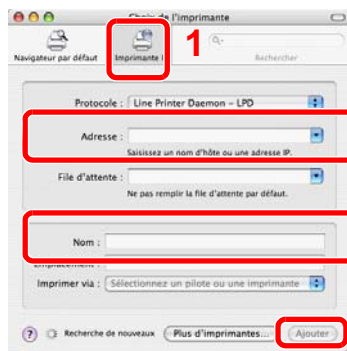 Choix de l'imprimante
1
Navigateur par défaut
Imprimante I
Rechercher
Protocole : Line Printer Daemon – LPD
Adresse :
Saisissez un nom d'hôte ou une adresse IP.
File d'attente :
Ne pas remplir la file d'attente par défaut.
Nom :
Emplacement :
Imprimer via : Sélectionnez un pilote ou une imprimante
? Recherche de nouveaux
Plus d'imprimantes...
Ajouter